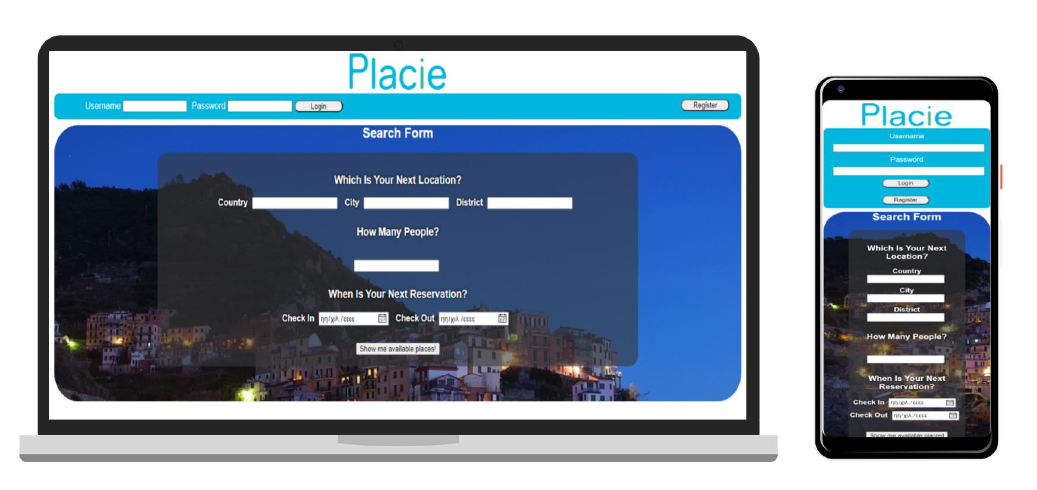 Placie
Username Password Login Register
Search Form
Which Is Your Next Location?
Country City District
How Many People?
When Is Your Next Reservation?
Check In ηη/μμ/εεεε Check Out ηη/μμ/εεεε
Show me available places!
Placie
Username
Password
Login
Register
Search Form
Which Is Your Next
Location?
Country
City
District
How Many People?
When Is Your Next
Reservation?
Check In ηη/μμ/εεεε
Check Out ηη/μμ/εεεε
Show me available places!